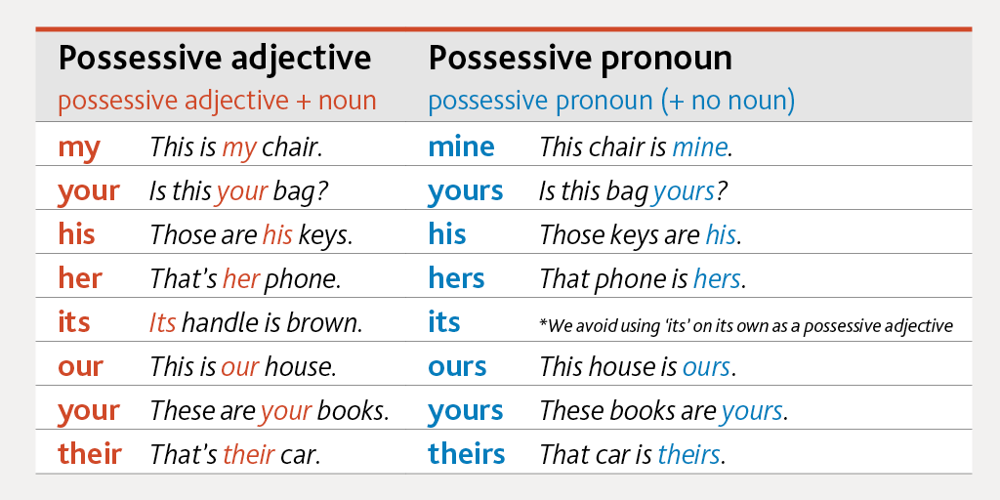 Possessive adjective Possessive pronoun
possessive adjective + noun possessive pronoun (+ no noun)
my This is my chair. mine This chair is mine.
your Is this your bag? yours Is this bag yours?
his Those are his keys. his Those keys are his.
her That's her phone. hers That phone is hers.
its Its handle is brown. its *We avoid using ‘its’ on its own as a possessive adjective
our This is our house. ours This house is ours.
your These are your books. yours These books are yours.
their That's their car. theirs That car is theirs.